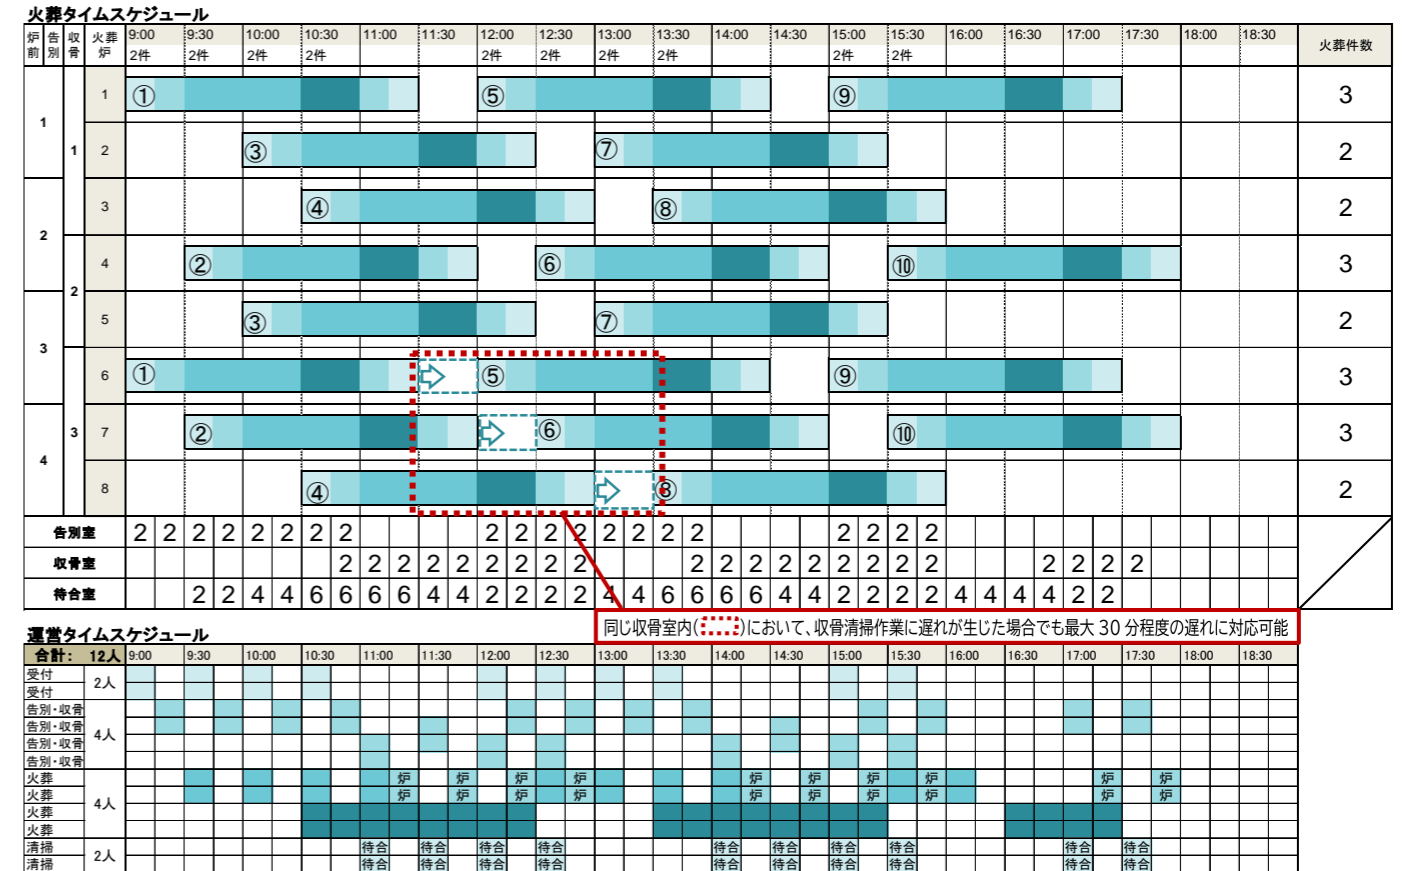 火葬タイムスケジュール
炉前 告別 収骨 火葬炉 9:00 9:30 10:00 10:30 11:00 11:30 12:00 12:30 13:00 13:30 14:00 14:30 15:00 15:30 16:00 16:30 17:00 17:30 18:00 18:30 火葬件数
2件 2件 2件 2件 2件 2件 2件 2件 2件 2件
1 ① ⑤ ⑨ 3
1
1 2 ③ ⑦ 2
3 ④ ⑧ 2
2
4 ② ⑥ ⑩ 3
2
5 ③ ⑦ 2
3
6 ① ⑤ ⑨ 3
3 7 ② ⑥ ⑩ 3
4
8 ④ ⑧ 2
告別室 2 2 2 2 2 2 2 2 2 2 2 2 2 2 2 2 2 2 2 2
収骨室 2 2 2 2 2 2 2 2 2 2 2 2 2 2 2 2 2 2 2 2 2 2
待合室 2 2 4 4 6 6 6 6 4 4 2 2 2 2 4 4 6 6 6 6 4 4 2 2 2 2 4 4 4 4 2 2
同じ収骨室内( )において、収骨清掃作業に遅れが生じた場合でも最大 30 分程度の遅れに対応可能
運営タイムスケジュール
合計: 12人 9:00 9:30 10:00 10:30 11:00 11:30 12:00 12:30 13:00 13:30 14:00 14:30 15:00 15:30 16:00 16:30 17:00 17:30 18:00 18:30
受付
2人
受付
告別・収骨
告別・収骨
4人
告別・収骨
告別・収骨
火葬 炉 炉 炉 炉 炉 炉 炉 炉 炉 炉
火葬 炉 炉 炉 炉 炉 炉 炉 炉 炉 炉
4人
火葬
火葬
清掃 待合 待合 待合 待合 待合 待合 待合 待合 待合 待合
2人
清掃 待合 待合 待合 待合 待合 待合 待合 待合 待合 待合